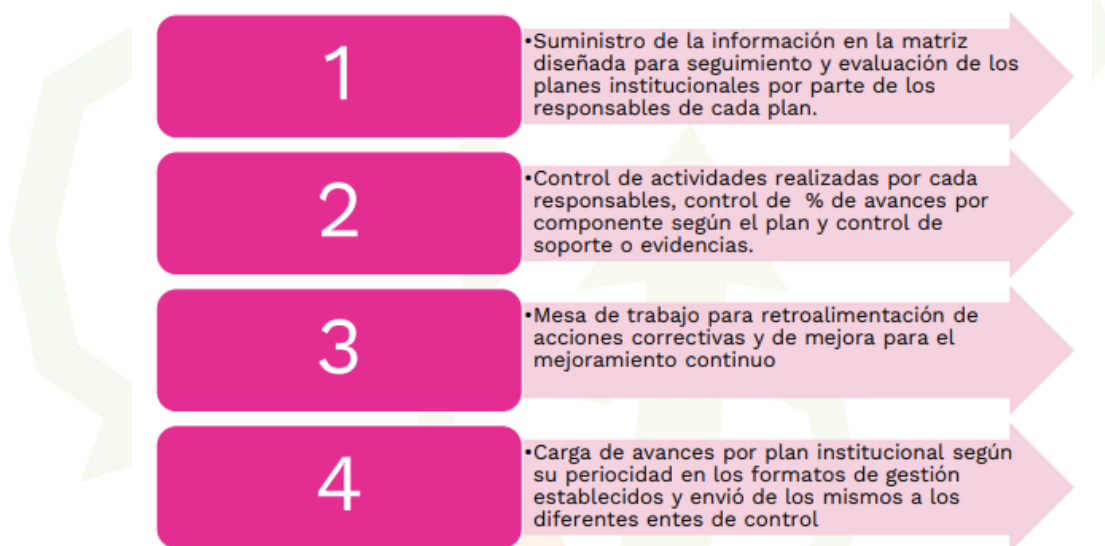 1
•Suministro de la información en la matriz
diseñada para seguimiento y evaluación de los
planes institucionales por parte de los
responsables de cada plan.
2
•Control de actividades realizadas por cada
responsables, control de % de avances por
componente según el plan y control de
soporte o evidencias.
3
•Mesa de trabajo para retroalimentación de
acciones correctivas y de mejora para el
mejoramiento continuo
4
•Carga de avances por plan institucional según
su periocidad en los formatos de gestión
establecidos y envió de los mismos a los
diferentes entes de control